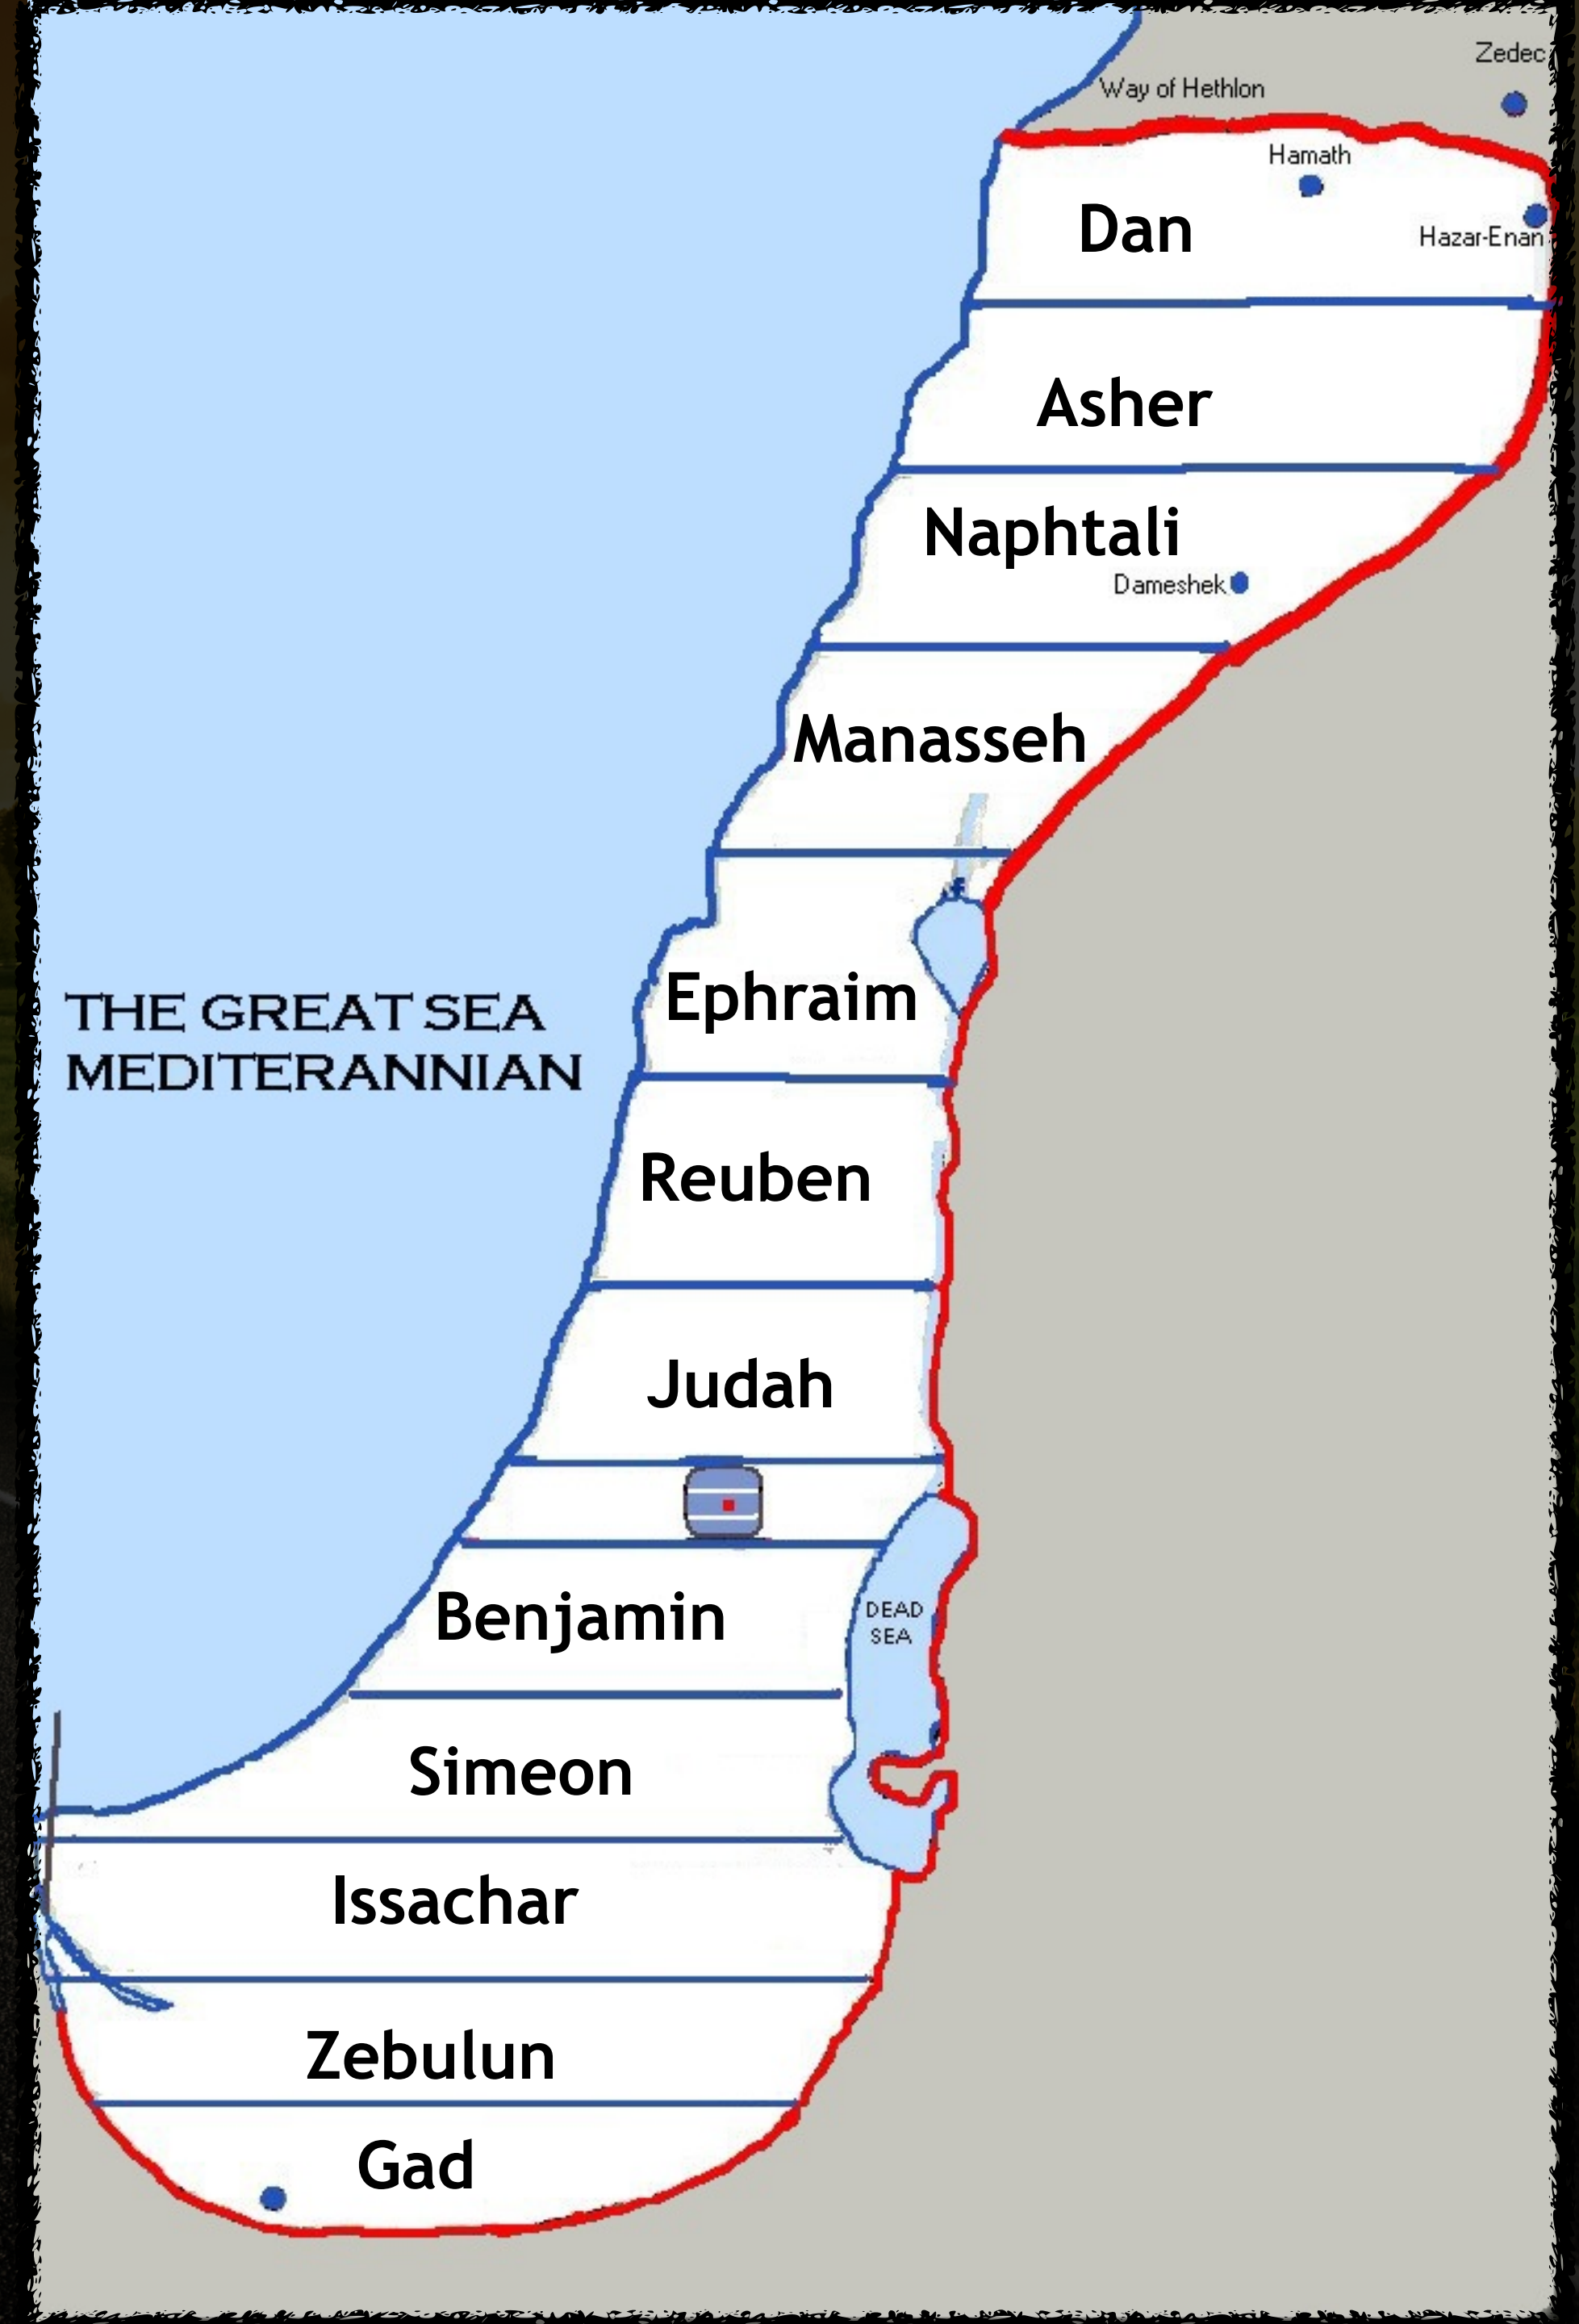 Zedec
Way of Hethlon
Hamath
Dan
Hazar-Enan
Asher
Naphtali
Dameshek
Manasseh
Ephraim
THE GREAT SEA
MEDITERANNIAN
Reuben
Judah
Benjamin
DEAD
SEA
Simeon
Issachar
Zebulun
Gad